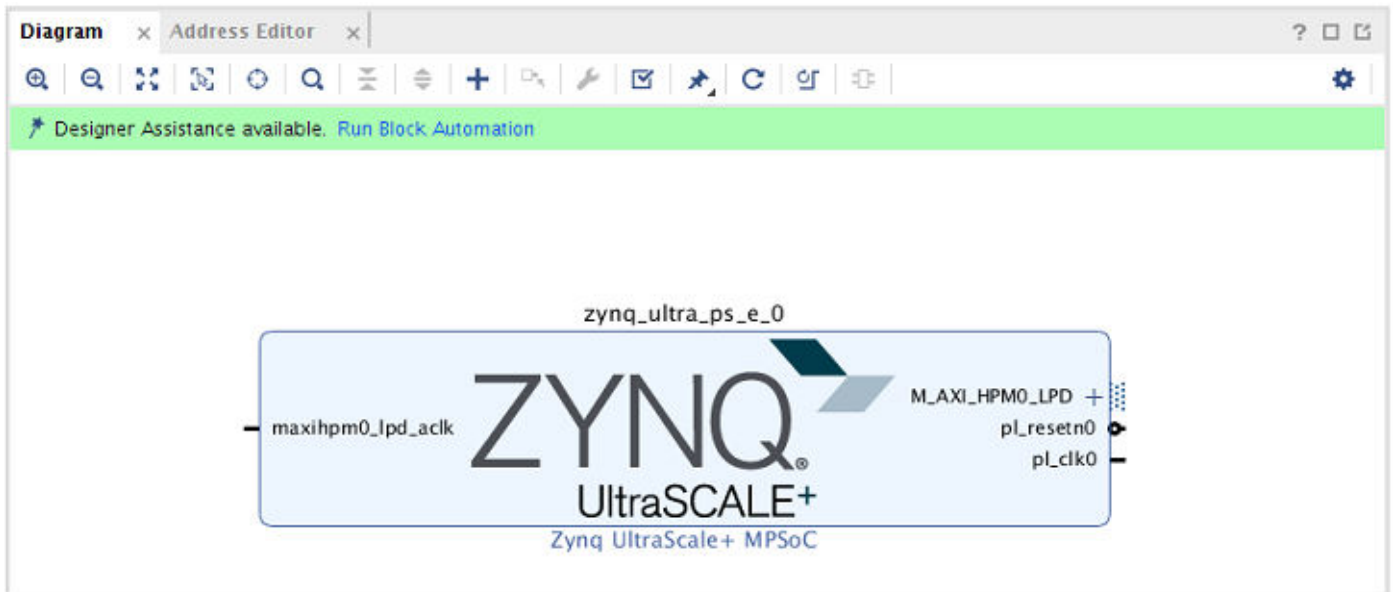 Diagram × Address Editor ×
Designer Assistance available. Run Block Automation
zynq_ultra_ps_e_0
M_AXI_HPM0_LPD
maxihpm0_lpd_aclk
pl_resetn0
pl_clk0
ZYNQ®
UltraSCALE+
Zynq UltraScale+ MPSoC